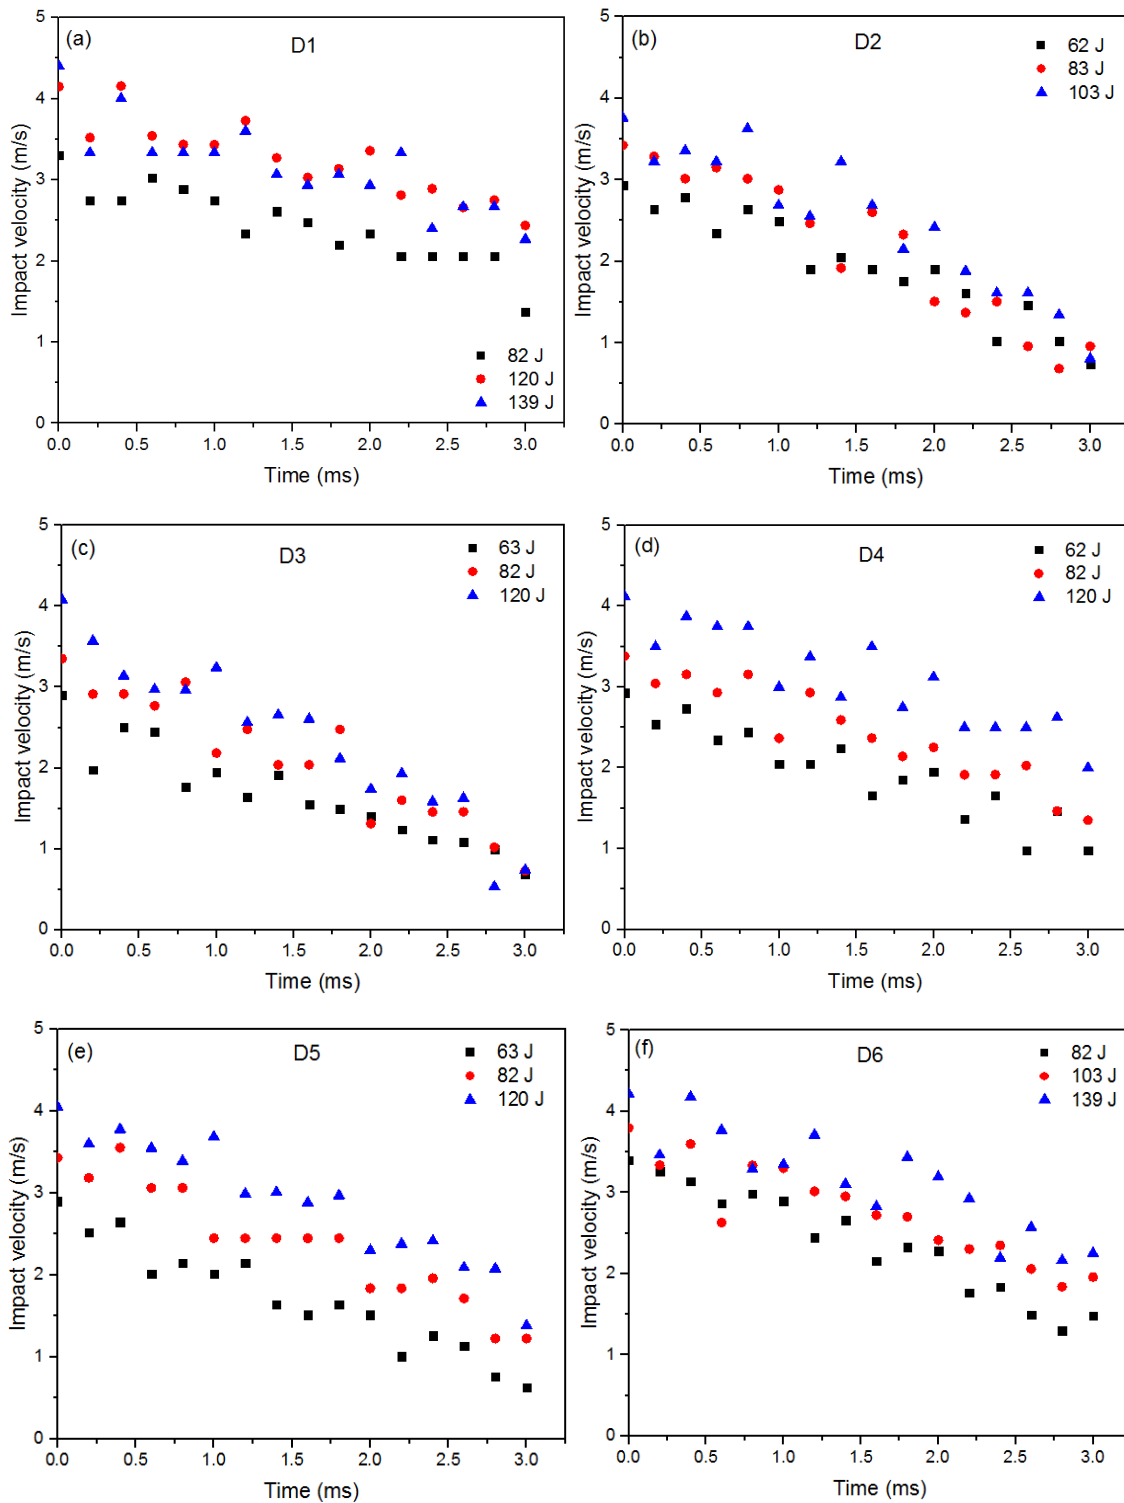 (a)
D1
5
4
3
2
1
0
Impact velocity (m/s)
82 J
120 J
139 J
0.0 0.5 1.0 1.5 2.0 2.5 3.0
Time (ms)
(b)
D2
62 J
83 J
103 J
5
4
3
2
1
0
Impact velocity (m/s)
0.0 0.5 1.0 1.5 2.0 2.5 3.0
Time (ms)
(c)
D3
63 J
82 J
120 J
5
4
3
2
1
0
Impact velocity (m/s)
0.0 0.5 1.0 1.5 2.0 2.5 3.0
Time (ms)
(d)
D4
62 J
82 J
120 J
5
4
3
2
1
0
Impact velocity (m/s)
0.0 0.5 1.0 1.5 2.0 2.5 3.0
Time (ms)
(e)
D5
63 J
82 J
120 J
5
4
3
2
1
0
Impact velocity (m/s)
0.0 0.5 1.0 1.5 2.0 2.5 3.0
Time (ms)
(f)
D6
82 J
103 J
139 J
5
4
3
2
1
0
Impact velocity (m/s)
0.0 0.5 1.0 1.5 2.0 2.5 3.0
Time (ms)